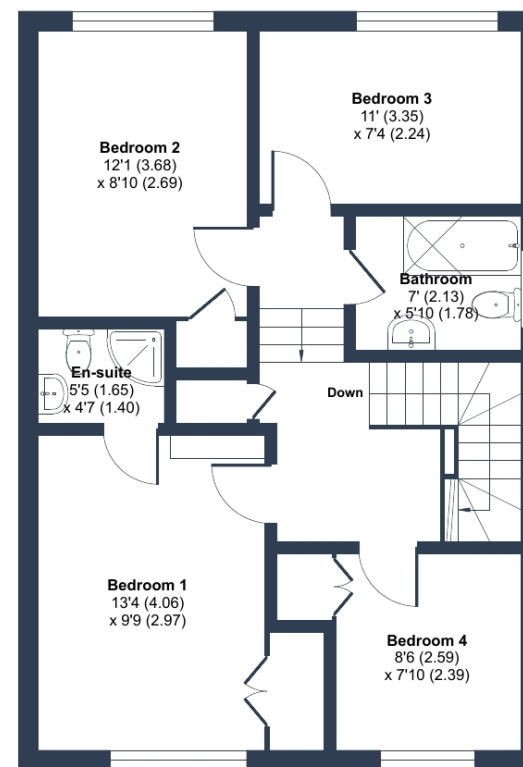 Bedroom 3
11' (3.35)
x 7'4 (2.24)
Bedroom 2
12'1 (3.68)
x 8'10 (2.69)
Bathroom
7' (2.13)
x 5'10 (1.78)
En-suite
5'5 (1.65)
x 4'7 (1.40)
Down
Bedroom 1
13'4 (4.06)
x 9'9 (2.97)
Bedroom 4
8'6 (2.59)
x 7'10 (2.39)